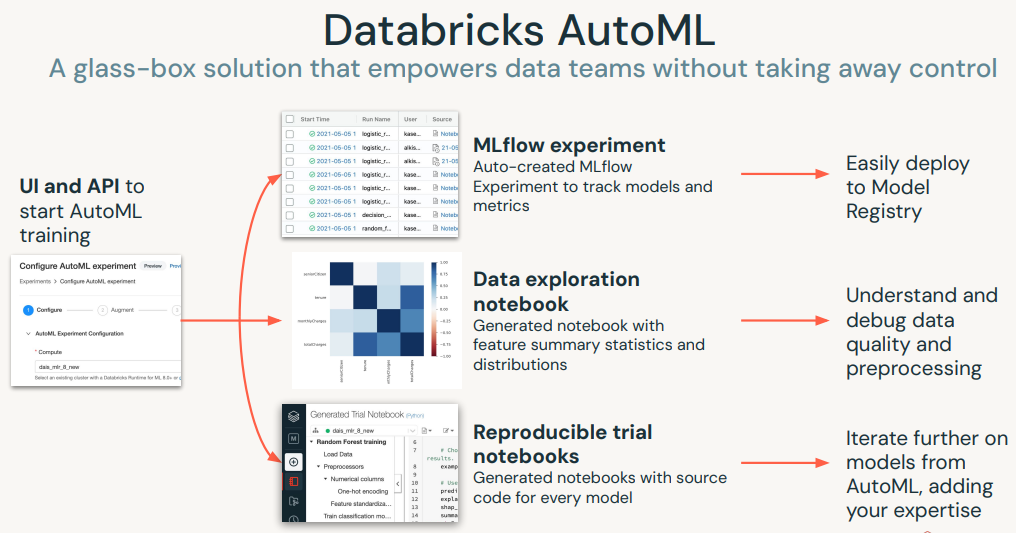 Databricks AutoML
A glass-box solution that empowers data teams without taking away control
UI and API to
start AutoML
training
Configure AutoML experiment Preview
Experiments > Configure AutoML experiment
1 Configure 2 Augment 3
AutoML Experiment Configuration
* Compute
dais_mlr_8_new
Select an existing cluster with a Databricks Runtime for ML 8.0+ or
Start Time Run Name User Source
2021-05-05 1 logistic_r... kase... Noteb
2021-05-05 1 logistic_r... alkis... 21-05
2021-05-05 1 logistic_r... alkis... 21-05
2021-05-05 1 logistic_r... kase... Noteb
2021-05-05 1 logistic_r... kase... Noteb
2021-05-05 1 logistic_r... kase... Noteb
2021-05-05 1 decision_... kase... Noteb
2021-05-05 1 random_f... kase... Noteb
MLflow experiment
Auto-created MLflow
Experiment to track models and
metrics
Easily deploy
to Model
Registry
seniorCitizen
tenure
monthlyCharges
totalCharges
seniorCitizen
tenure
totalCharges
1.00
0.75
0.50
0.25
0.00
−0.25
−0.50
−0.75
−1.00
Data exploration
notebook
Generated notebook with
feature summary statistics and
distributions
Understand and
debug data
quality and
preprocessing
Generated Trial Notebook (Python)
dais_mlr_8_new
Random Forest training
Load Data
Preprocessors
Numerical columns
One-hot encoding
Feature standardiza...
Train classification mo...
6
7 # Cho
results.
8 examp
9
10 # Use
11 predi
12 expla
13 shap_
14 summa
Reproducible trial
notebooks
Generated notebooks with source
code for every model
Iterate further on
models from
AutoML, adding
your expertise